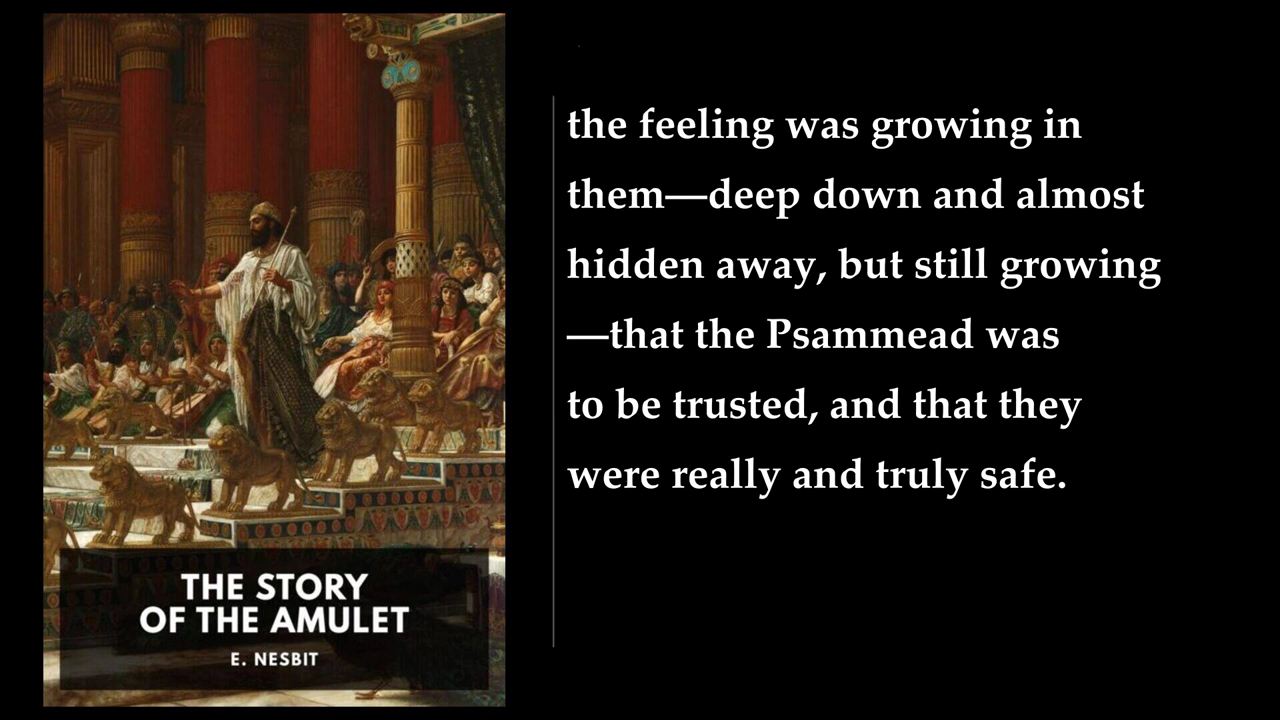 THE STORY
OF THE AMULET
E. NESBIT
the feeling was growing in
them—deep down and almost
hidden away, but still growing
—that the Psammead was
to be trusted, and that they
were really and truly safe.